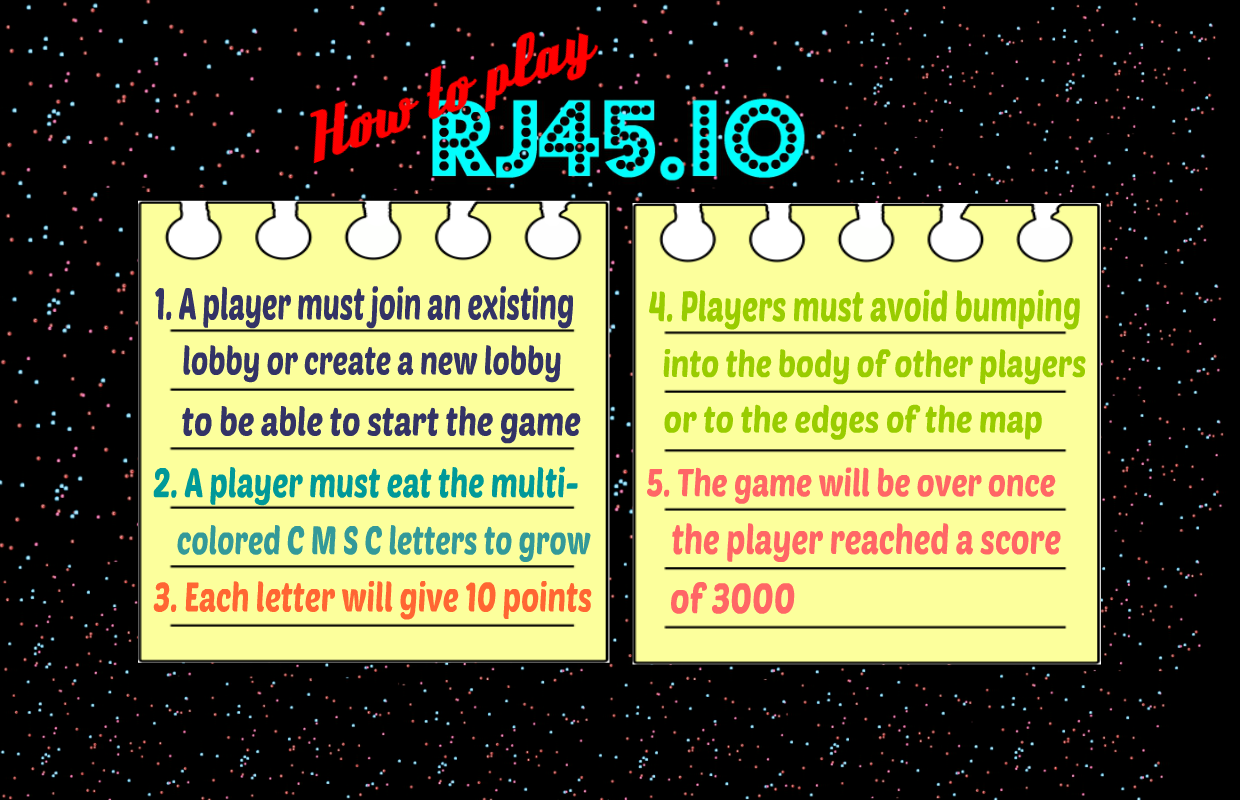 How to play
RJ45.IO
1. A player must join an existing
lobby or create a new lobby
to be able to start the game
2. A player must eat the multi-
colored C M S C letters to grow
3. Each letter will give 10 points
4. Players must avoid bumping
into the body of other players
or to the edges of the map
5. The game will be over once
the player reached a score
of 3000